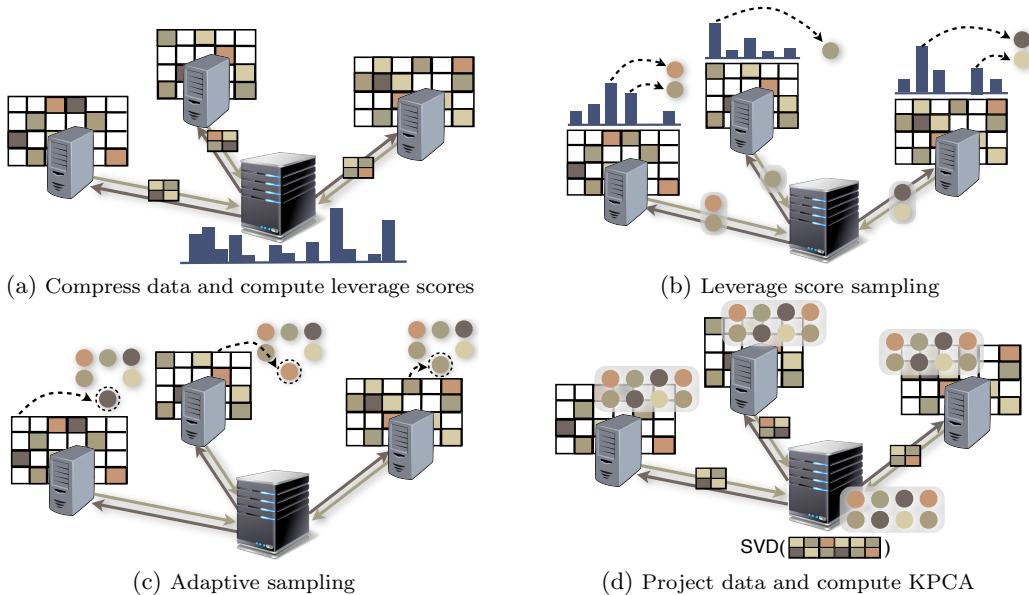 (a) Compress data and compute leverage scores
(b) Leverage score sampling
(c) Adaptive sampling
SVD( )
(d) Project data and compute KPCA